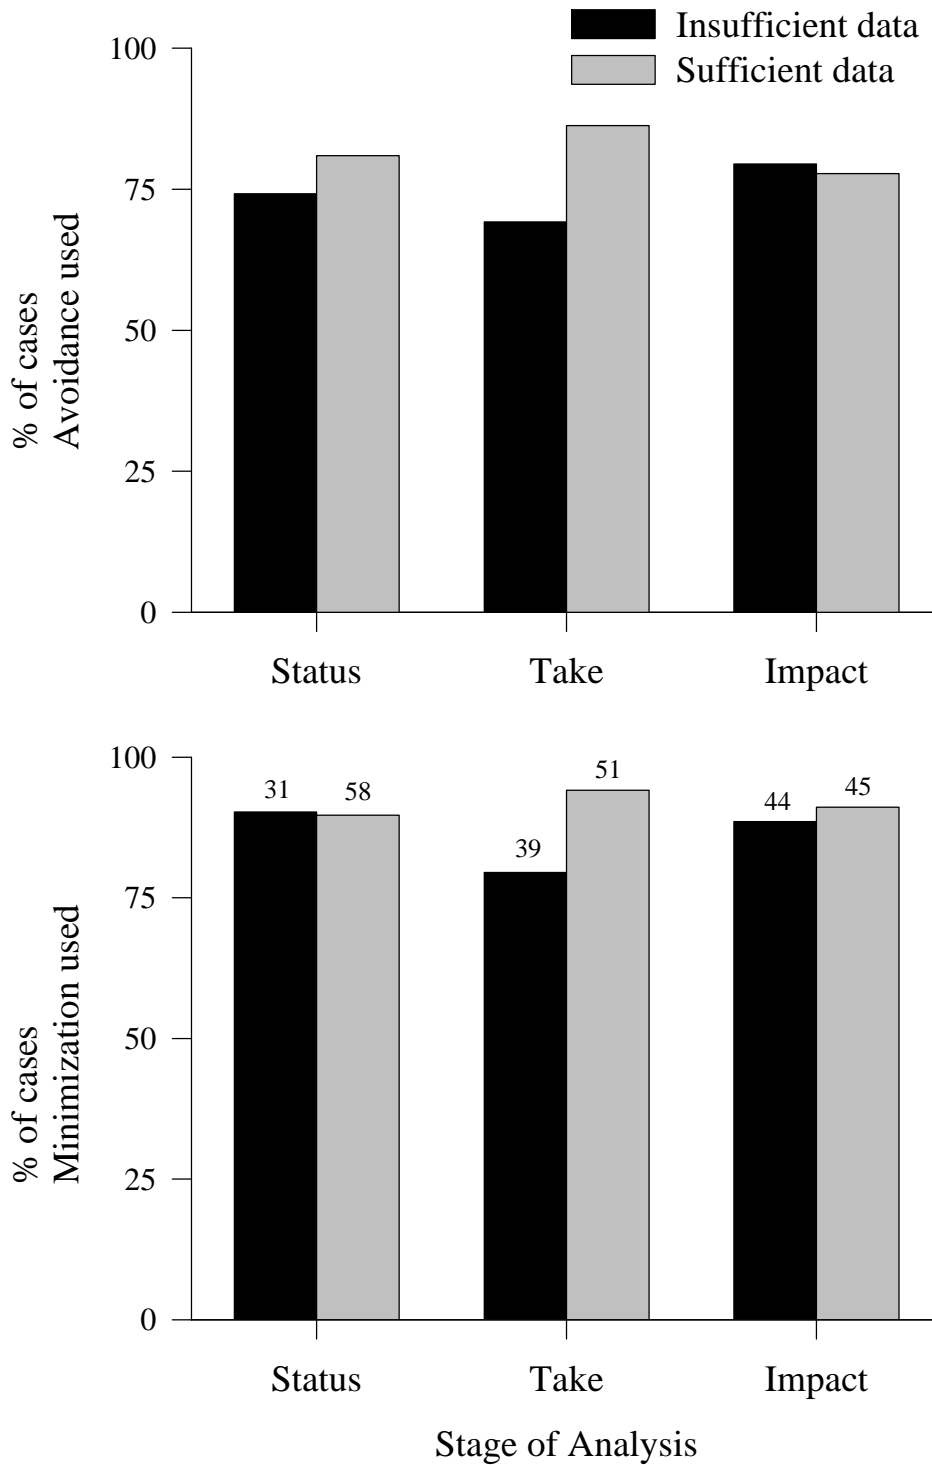 Insufficient data
Sufficient data
100
75
50
25
0
% of cases
Avoidance used
Status Take Impact
100
75
50
25
0
% of cases
Minimization used
31 58 39 51 44 45
Status Take Impact
Stage of Analysis